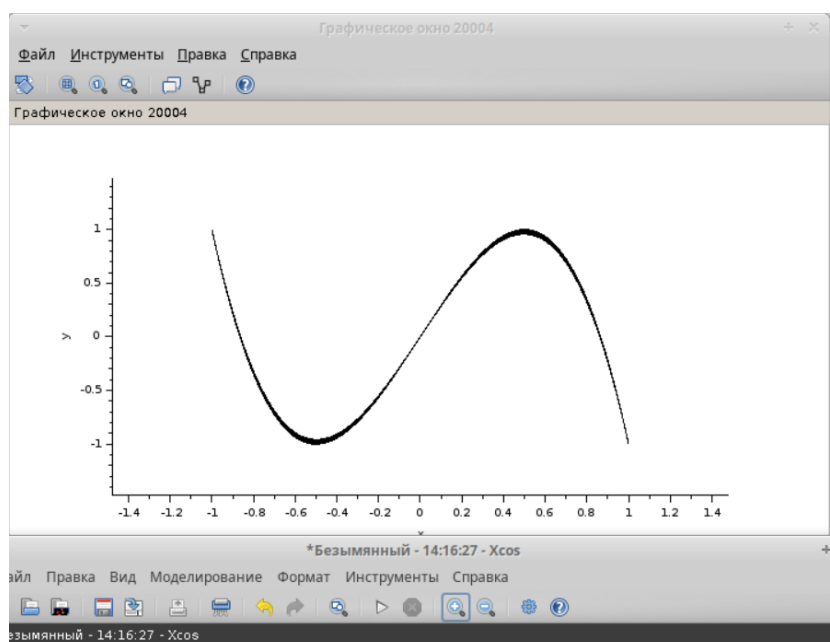 Графическое окно 20004
Файл Инструменты Правка Справка
Графическое окно 20004
1
0.5
y
0
-0.5
-1
-1.4 -1.2 -1 -0.8 -0.6 -0.4 -0.2 0 0.2 0.4 0.6 0.8 1 1.2 1.4
*Безымянный - 14:16:27 - Xcos
айл Правка Вид Моделирование Формат Инструменты Справка
езымянный - 14:16:27 - Xcos